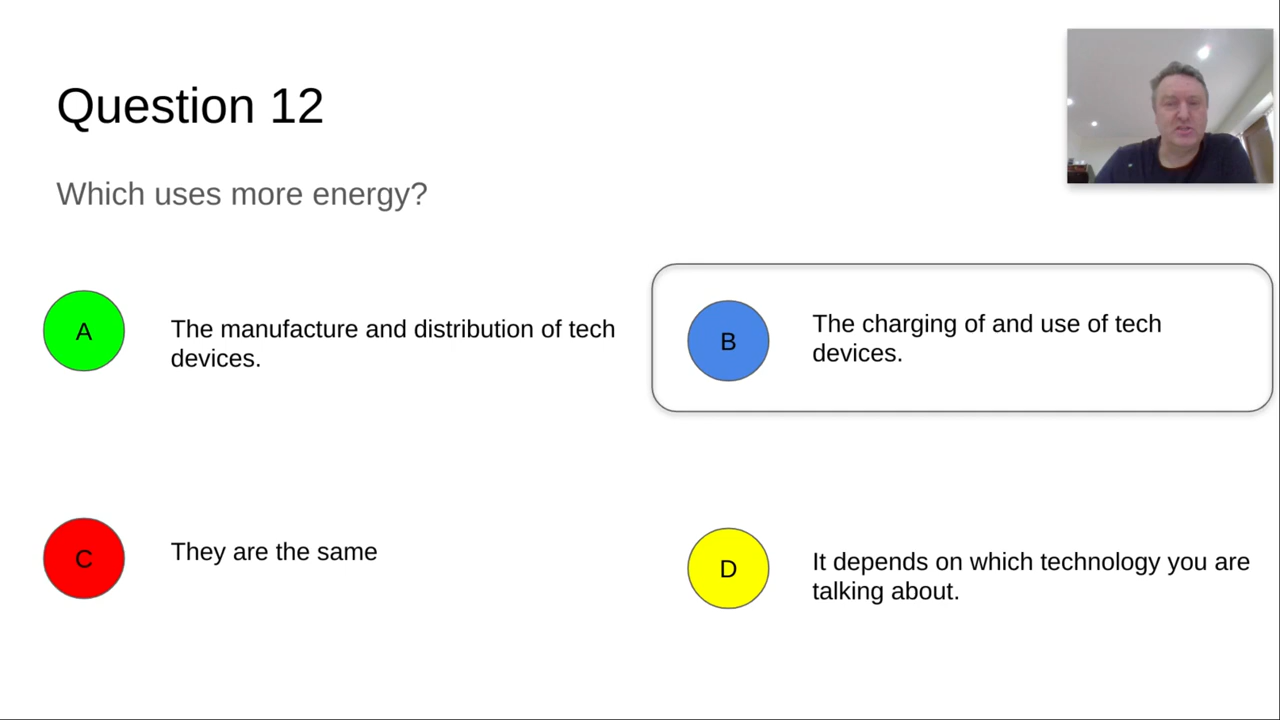 Question 12
Which uses more energy?
A
The manufacture and distribution of tech
devices.
B
The charging of and use of tech
devices.
C
They are the same
D
It depends on which technology you are
talking about.